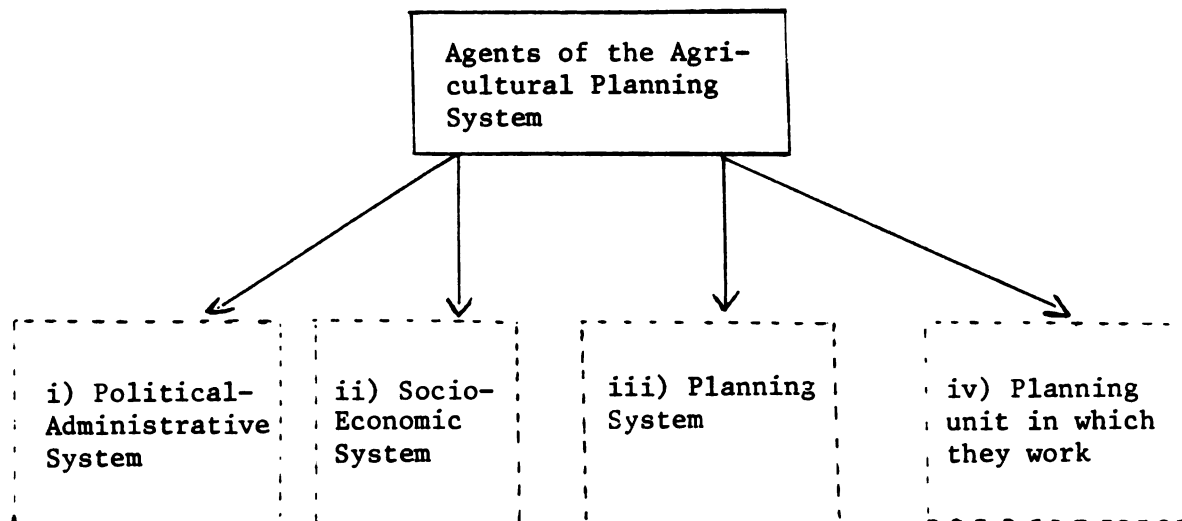 Agents of the Agri-
cultural Planning
System
i) Political-
Administrative
System
ii) Socio-
Economic
System
iii) Planning
System
iv) Planning
unit in which
they work